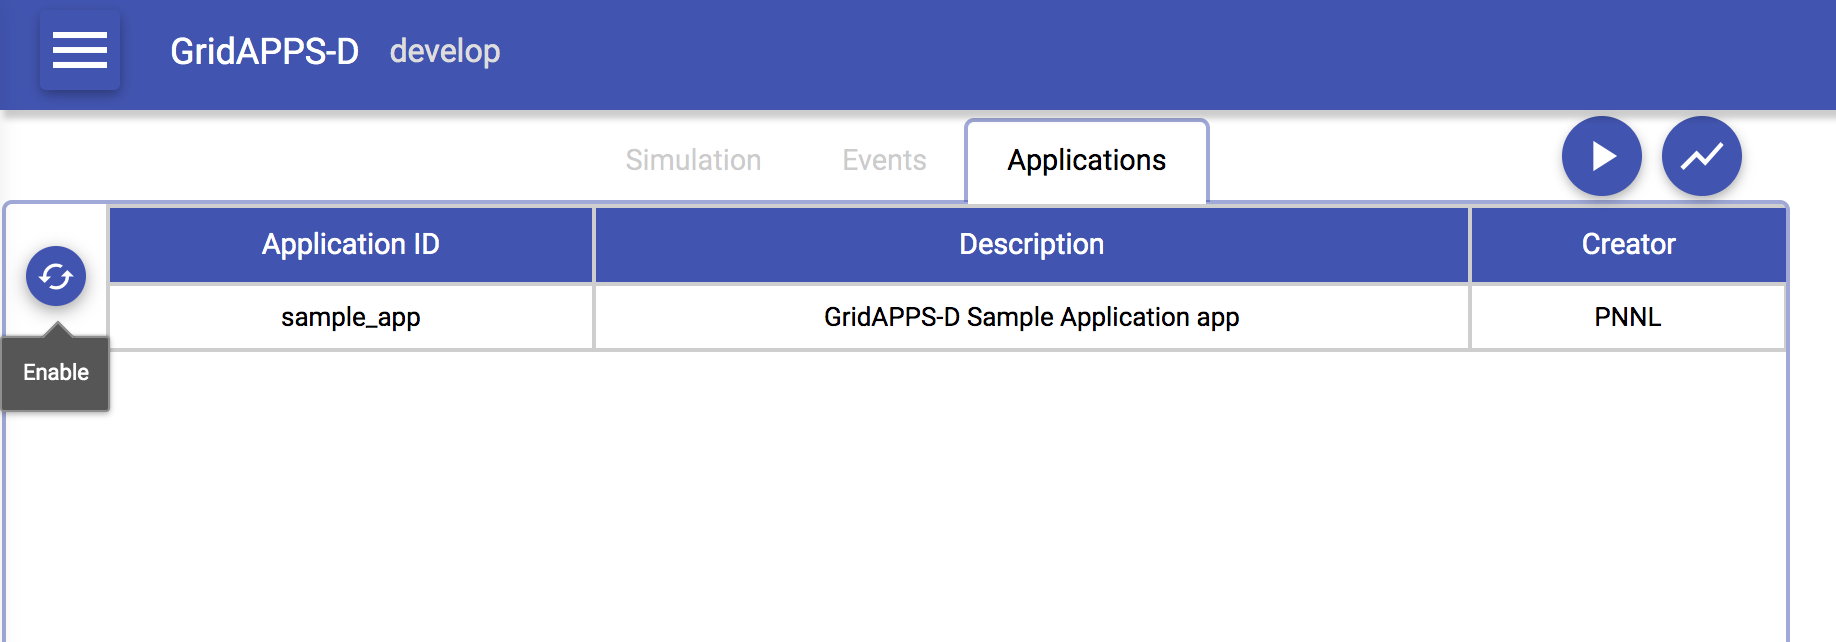 GridAPPS-D develop
Simulation Events Applications
Application ID Description Creator
sample_app GridAPPS-D Sample Application app PNNL
Enable